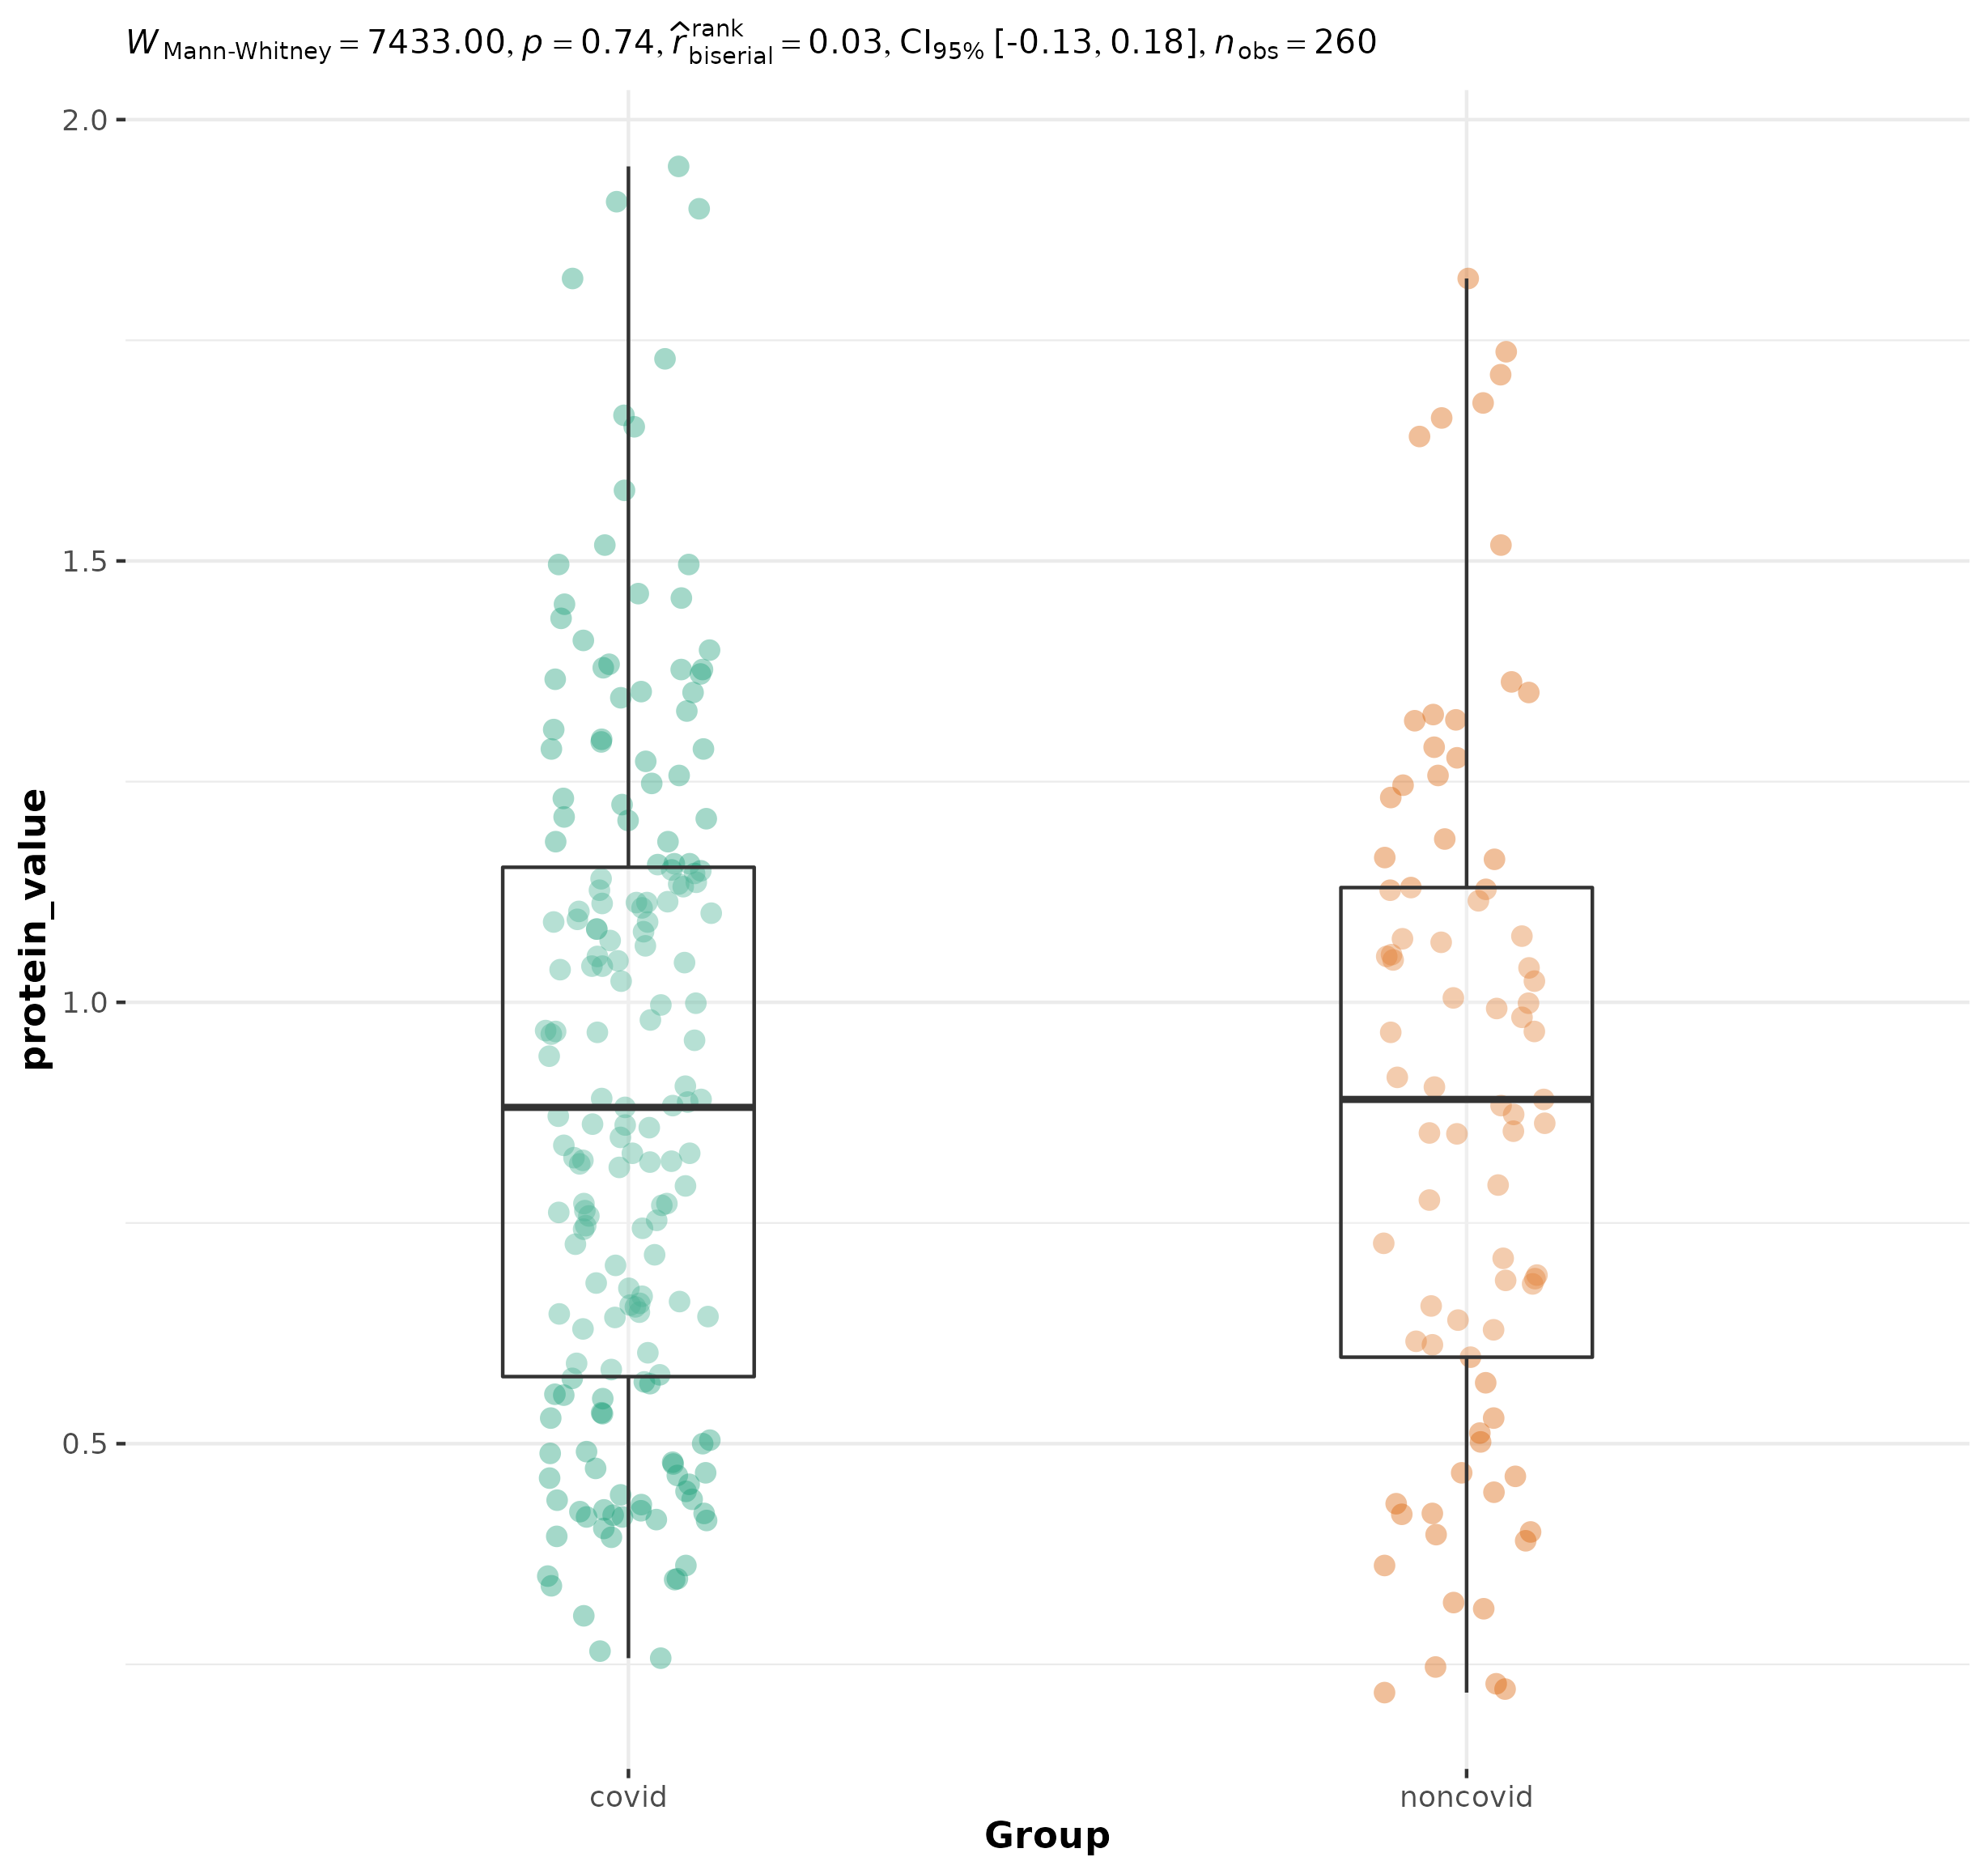 W Mann-Whitney = 7433.00, p = 0.74, r̂ rank biserial = 0.03, CI95% [-0.13, 0.18], n obs = 260
2.0
1.5
1.0
0.5
protein_value
covid noncovid
Group